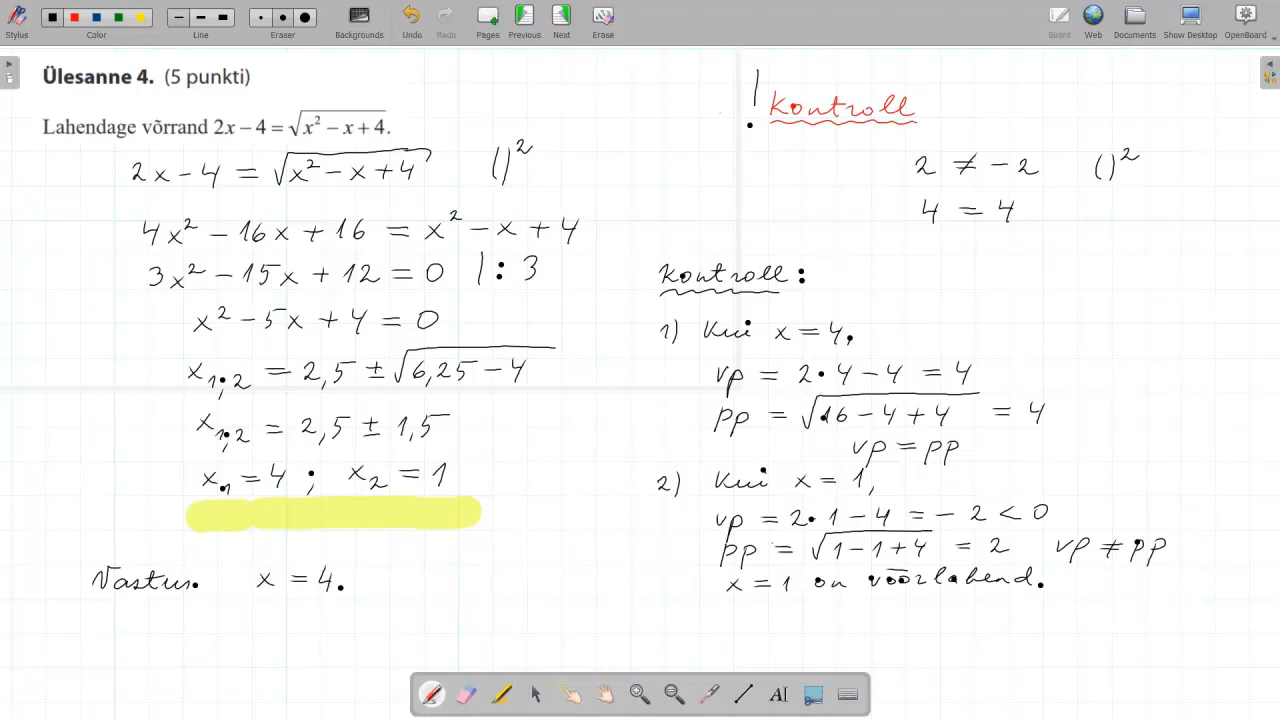 Stylus Color Line Eraser Backgrounds Undo Redo Pages Previous Next Erase Board Web Documents Show Desktop OpenBoard
Ülesanne 4. (5 punkti)
Lahendage võrrand 2x – 4 = √(x² – x + 4).
2x – 4 = √(x² – x + 4) ()²
4x² – 16x + 16 = x² – x + 4
3x² – 15x + 12 = 0 | : 3
x² – 5x + 4 = 0
x₁;₂ = 2,5 ± √(6,25 – 4)
x₁;₂ = 2,5 ± 1,5
x₁ = 4 ; x₂ = 1
Vastus. x = 4.
! Kontroll
2 ≠ – 2 ()²
4 = 4
Kontroll :
1) Kui x = 4,
vp = 2 · 4 – 4 = 4
pp = √(16 – 4 + 4) = 4
vp = pp
2) Kui x = 1,
vp = 2 · 1 – 4 = – 2 < 0
pp = √(1 – 1 + 4) = 2 vp ≠ pp
x = 1 on võõrlahend.